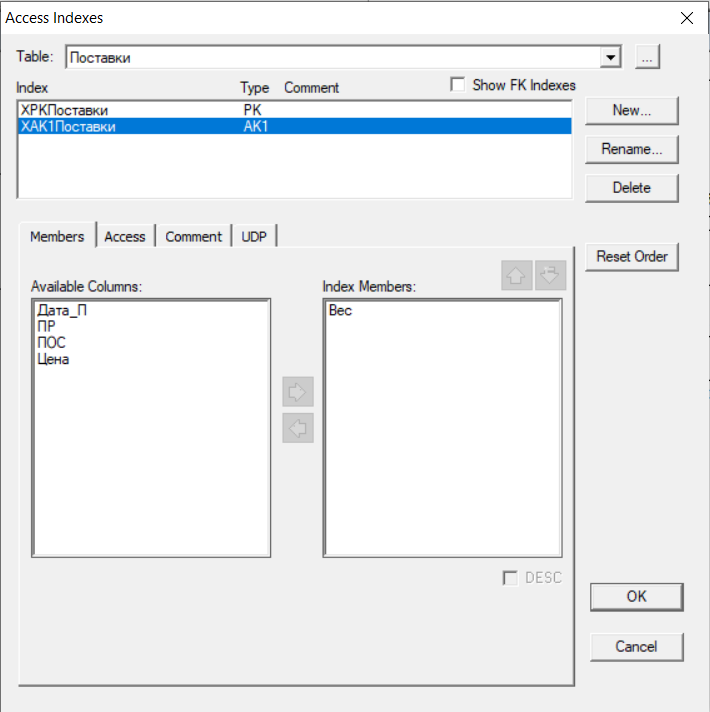 Access Indexes
Table: Поставки ...
Index Type Comment Show FK Indexes
XPKПоставки PK
XAK1Поставки AK1
New...
Rename...
Delete
Members Access Comment UDP
Reset Order
Available Columns: Index Members:
Дата_П Вес
ПР
ПОС
Цена
DESC
OK
Cancel